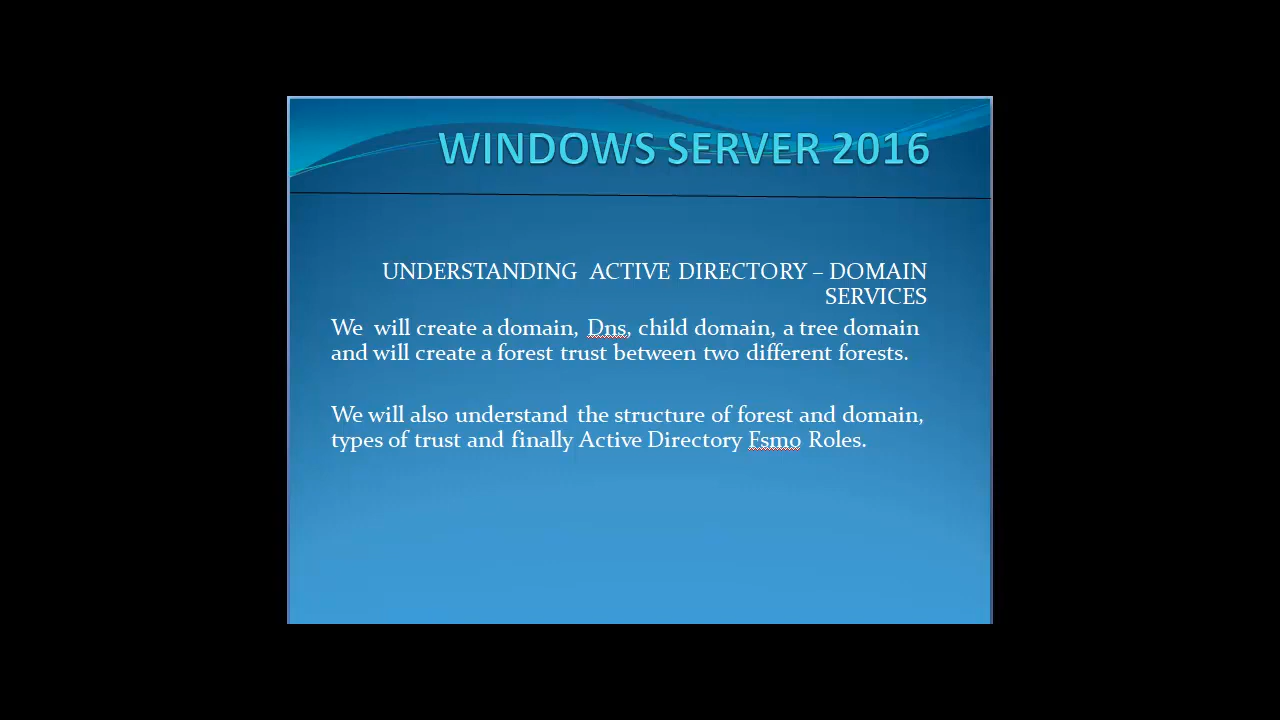 WINDOWS SERVER 2016
UNDERSTANDING ACTIVE DIRECTORY – DOMAIN
SERVICES
We will create a domain, Dns, child domain, a tree domain
and will create a forest trust between two different forests.
We will also understand the structure of forest and domain,
types of trust and finally Active Directory Fsmo Roles.